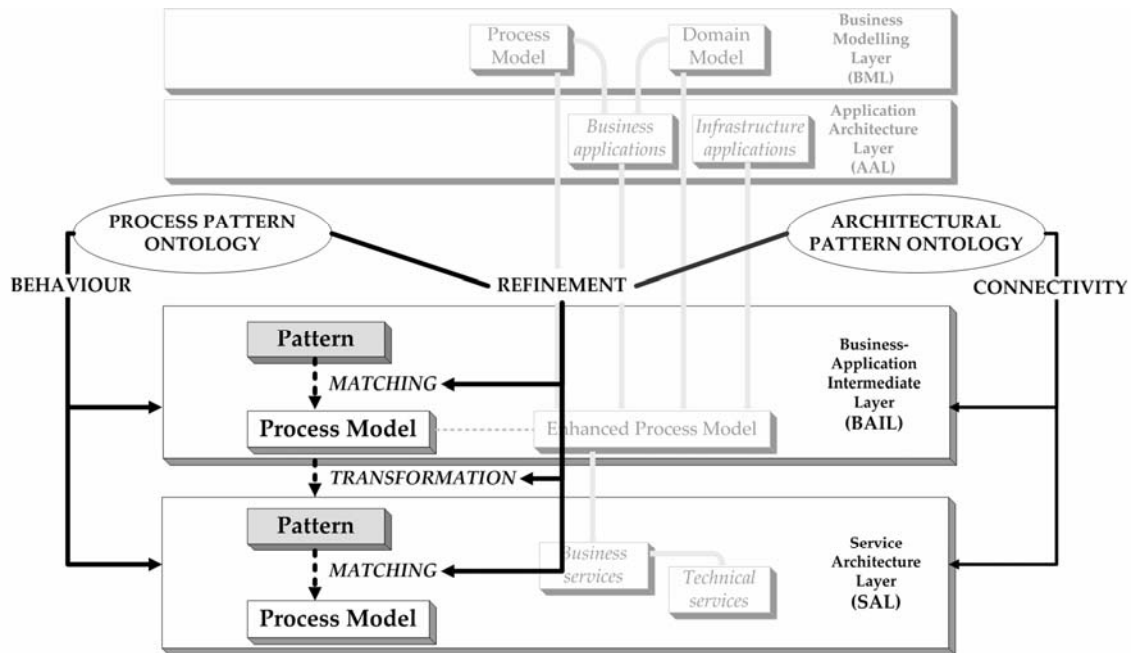 Process
Model
Domain
Model
Business
Modelling
Layer
(BML)
Business
applications
Infrastructure
applications
Application
Architecture
Layer
(AAL)
PROCESS PATTERN
ONTOLOGY
ARCHITECTURAL
PATTERN ONTOLOGY
BEHAVIOUR
REFINEMENT
CONNECTIVITY
Pattern
MATCHING
Process Model
Enhanced Process Model
Business-
Application
Intermediate
Layer
(BAIL)
TRANSFORMATION
Pattern
MATCHING
Process Model
Business
services
Technical
services
Service
Architecture
Layer
(SAL)